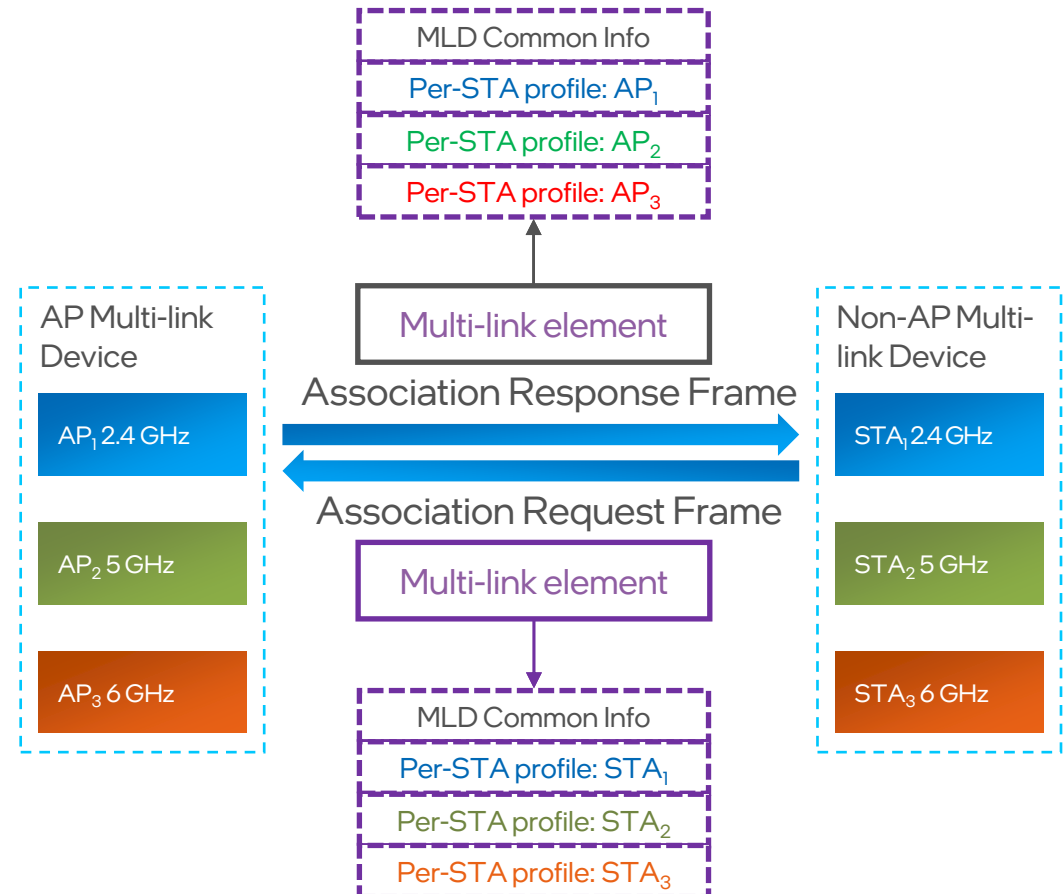 MLD Common Info
Per-STA profile: AP₁
Per-STA profile: AP₂
Per-STA profile: AP₃
AP Multi-link
Device
AP₁ 2.4 GHz
AP₂ 5 GHz
AP₃ 6 GHz
Multi-link element
Association Response Frame
Association Request Frame
Multi-link element
Non-AP Multi-
link Device
STA₁ 2.4 GHz
STA₂ 5 GHz
STA₃ 6 GHz
MLD Common Info
Per-STA profile: STA₁
Per-STA profile: STA₂
Per-STA profile: STA₃